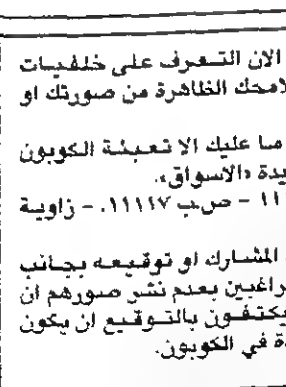 الان التعرف على خلفيات
لامحك الظاهرة من صورتك او
ما عليك الا تعبئة الكوبون
يدة «الاسواق».
١١ - ص.ب ١١١١٧. - زاوية
المشارك او توقيعه بجانب
راغبين بعدم نشر صورهم ان
يكتفون بالتوقيع ان يكون
دة في الكوبون.